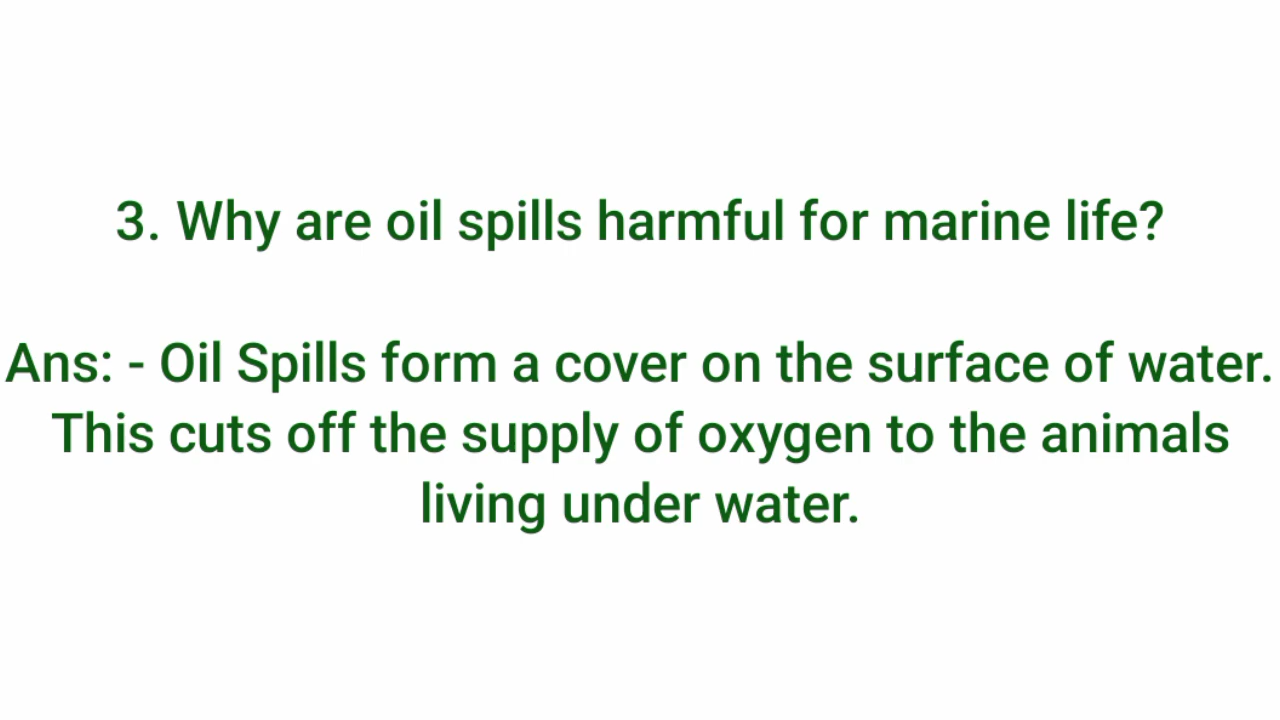 3. Why are oil spills harmful for marine life?
Ans: - Oil Spills form a cover on the surface of water.
This cuts off the supply of oxygen to the animals
living under water.